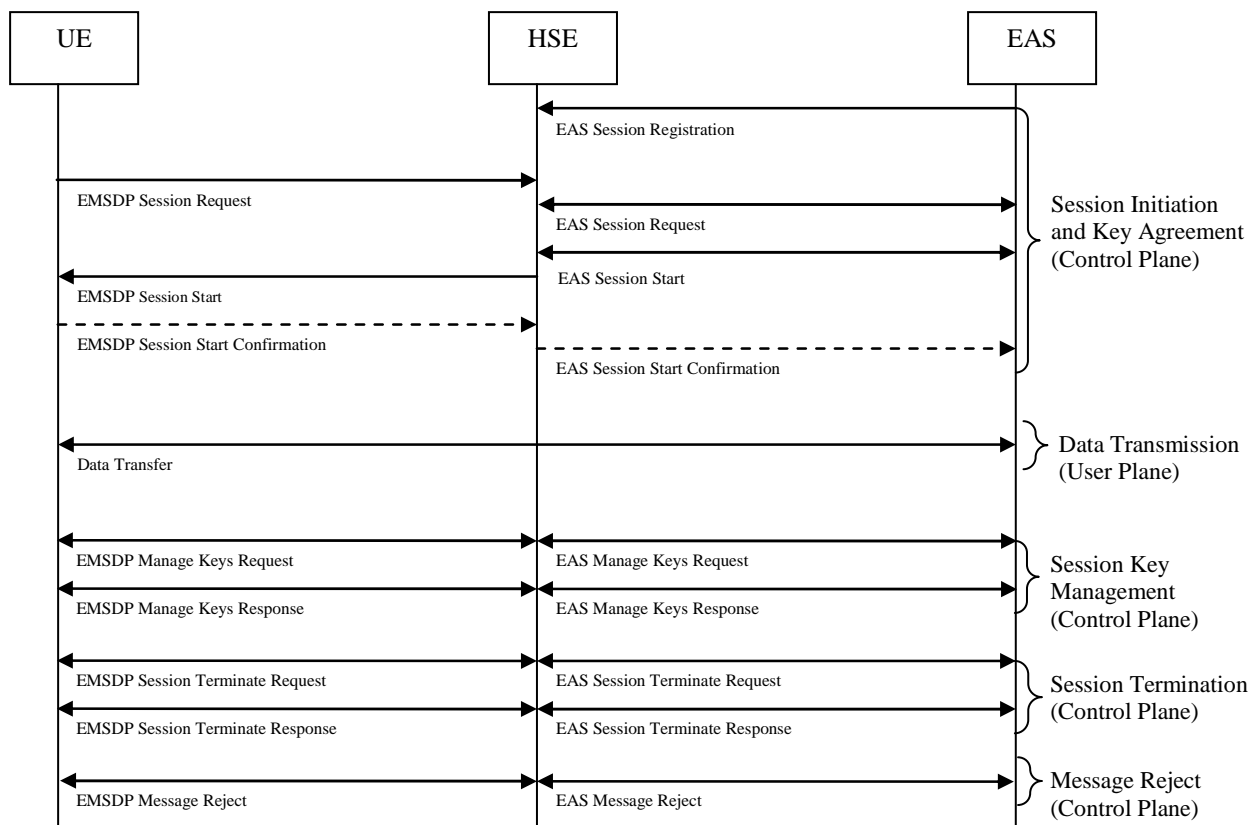 UE
HSE
EAS
EAS Session Registration
EMSDP Session Request
EAS Session Request
Session Initiation
and Key Agreement
(Control Plane)
EAS Session Start
EMSDP Session Start
EMSDP Session Start Confirmation
EAS Session Start Confirmation
Data Transfer
Data Transmission
(User Plane)
EMSDP Manage Keys Request
EAS Manage Keys Request
EMSDP Manage Keys Response
EAS Manage Keys Response
Session Key
Management
(Control Plane)
EMSDP Session Terminate Request
EAS Session Terminate Request
EMSDP Session Terminate Response
EAS Session Terminate Response
Session Termination
(Control Plane)
EMSDP Message Reject
EAS Message Reject
Message Reject
(Control Plane)